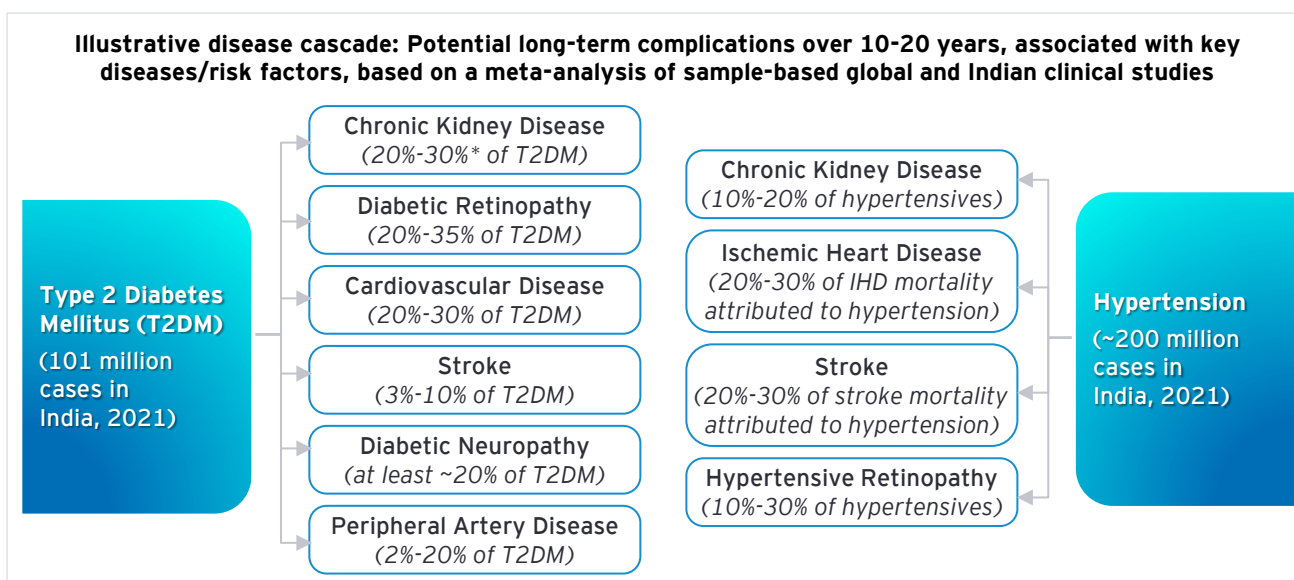 Illustrative disease cascade: Potential long-term complications over 10-20 years, associated with key
diseases/risk factors, based on a meta-analysis of sample-based global and Indian clinical studies
Type 2 Diabetes
Mellitus (T2DM)
(101 million
cases in
India, 2021)
Chronic Kidney Disease
(20%-30%* of T2DM)
Diabetic Retinopathy
(20%-35% of T2DM)
Cardiovascular Disease
(20%-30% of T2DM)
Stroke
(3%-10% of T2DM)
Diabetic Neuropathy
(at least ~20% of T2DM)
Peripheral Artery Disease
(2%-20% of T2DM)
Chronic Kidney Disease
(10%-20% of hypertensives)
Ischemic Heart Disease
(20%-30% of IHD mortality
attributed to hypertension)
Stroke
(20%-30% of stroke mortality
attributed to hypertension)
Hypertensive Retinopathy
(10%-30% of hypertensives)
Hypertension
(~200 million
cases in
India, 2021)